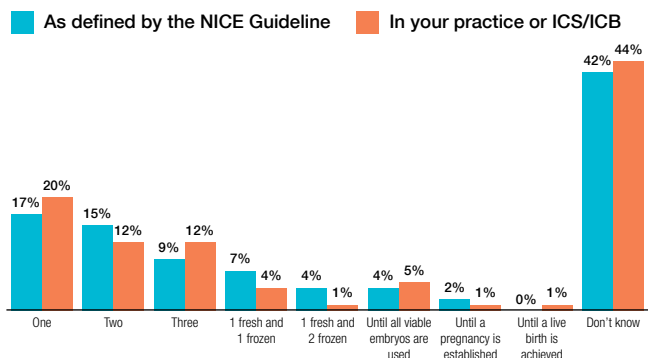 As defined by the NICE Guideline
In your practice or ICS/ICB
17%
20%
15%
12%
9%
12%
7%
4%
4%
1%
4%
5%
2%
1%
0%
1%
42%
44%
One
Two
Three
1 fresh and
1 frozen
1 fresh and
2 frozen
Until all viable
embryos are
used
Until a
pregnancy is
established
Until a live
birth is
achieved
Don't know